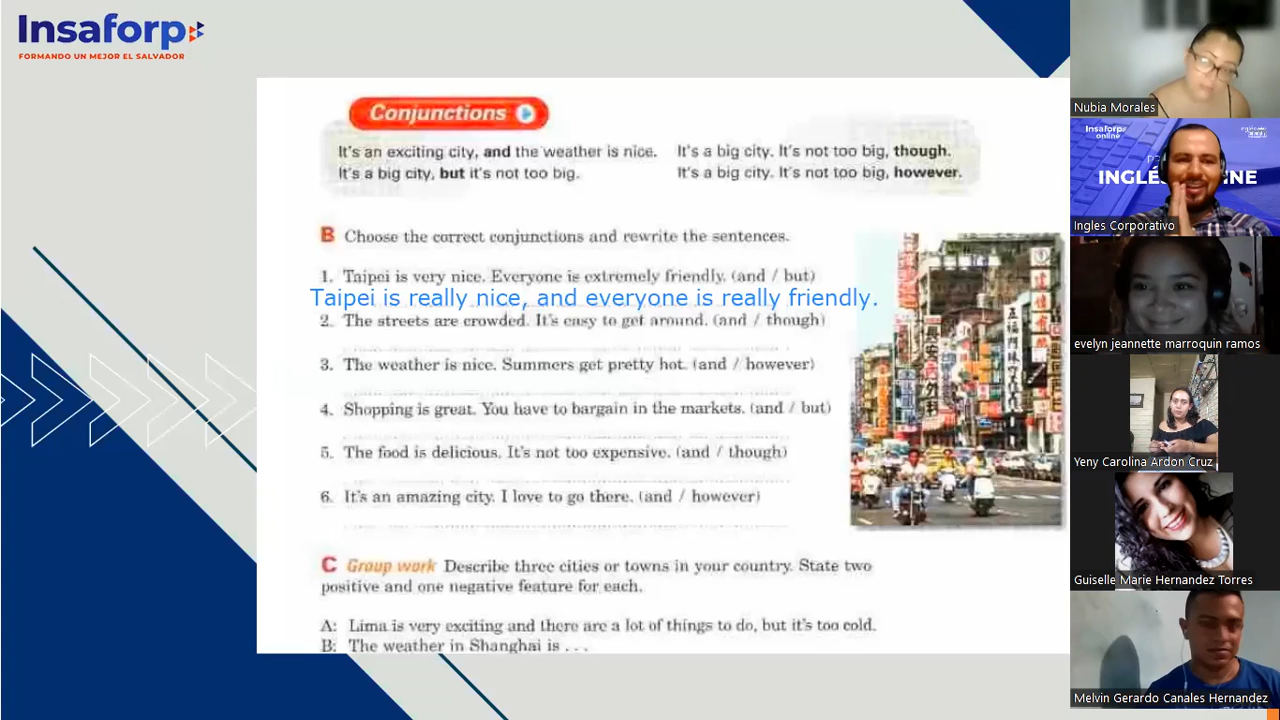 Insaforp
FORMANDO UN MEJOR EL SALVADOR
Conjunctions
It's an exciting city, and the weather is nice.
It's a big city, but it's not too big.
It's a big city. It's not too big, though.
It's a big city. It's not too big, however.
B Choose the correct conjunctions and rewrite the sentences.
1. Taipei is very nice. Everyone is extremely friendly. (and / but)
Taipei is really nice, and everyone is really friendly.
2. The streets are crowded. It's easy to get around. (and / though)
3. The weather is nice. Summers get pretty hot. (and / however)
4. Shopping is great. You have to bargain in the markets. (and / but)
5. The food is delicious. It's not too expensive. (and / though)
6. It's an amazing city. I love to go there. (and / however)
C Group work Describe three cities or towns in your country. State two
positive and one negative feature for each.
A: Lima is very exciting and there are a lot of things to do, but it's too cold.
B: The weather in Shanghai is . . .
Nubia Morales
Insaforp
online
INGLÉS
NE
Ingles Corporativo
evelyn jeannette marroquin ramos
Yeny Carolina Ardon Cruz
Guiselle Marie Hernandez Torres
Melvin Gerardo Canales Hernandez